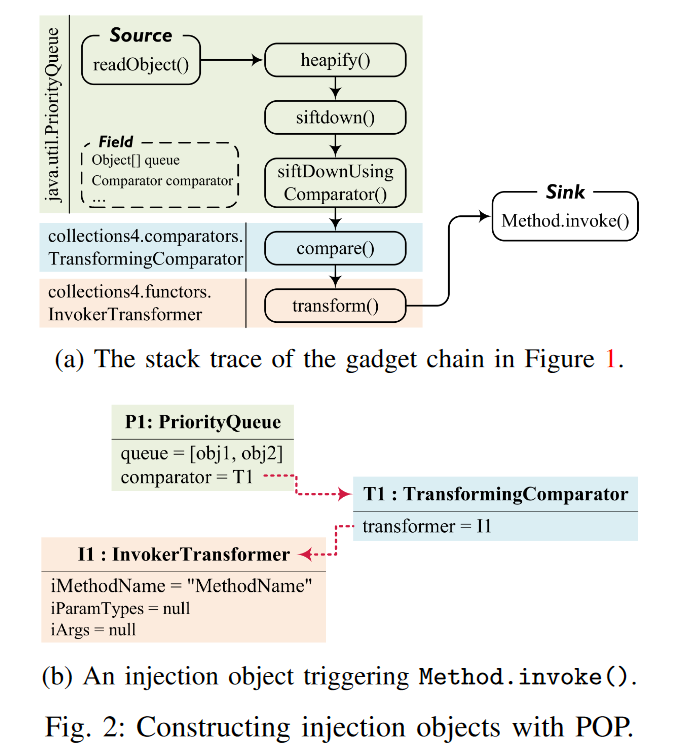 java.util.PriorityQueue
Source
readObject()
heapify()
siftdown()
Field
Object[] queue
Comparator comparator
...
siftDownUsing
Comparator()
Sink
Method.invoke()
collections4.comparators.
TransformingComparator
compare()
collections4.functors.
InvokerTransformer
transform()
(a) The stack trace of the gadget chain in Figure 1.
P1: PriorityQueue
queue = [obj1, obj2]
comparator = T1
T1 : TransformingComparator
transformer = I1
I1 : InvokerTransformer
iMethodName = "MethodName"
iParamTypes = null
iArgs = null
(b) An injection object triggering Method.invoke().
Fig. 2: Constructing injection objects with POP.